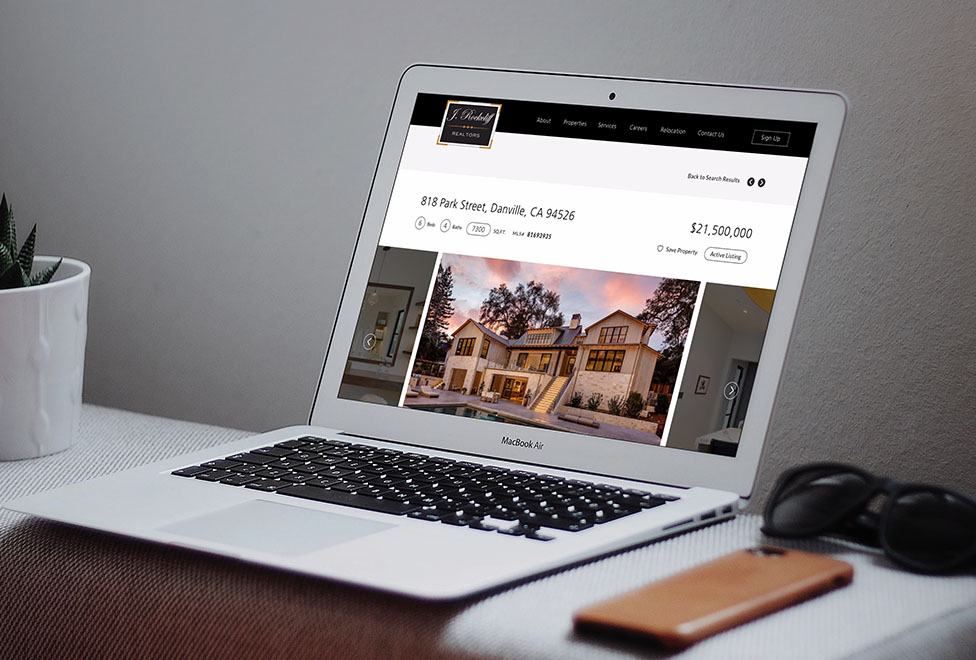 J. Rockcliff
REALTORS
About Properties Services Careers Relocation Contact Us Sign Up
Back to Search Results
818 Park Street, Danville, CA 94526
$21,500,000
6 Beds 4 Baths 7300 SQ.FT. MLS# 81693935
Save Property Active Listing
MacBook Air